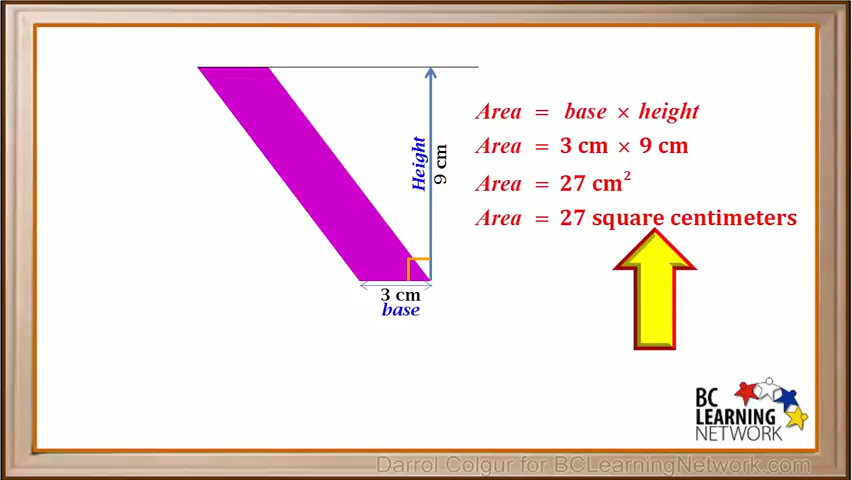 Area = base × height
Area = 3 cm × 9 cm
Area = 27 cm²
Area = 27 square centimeters
Height
9 cm
3 cm
base
BC
LEARNING
NETWORK
Darrol Colgur for BCLearningNetwork.com